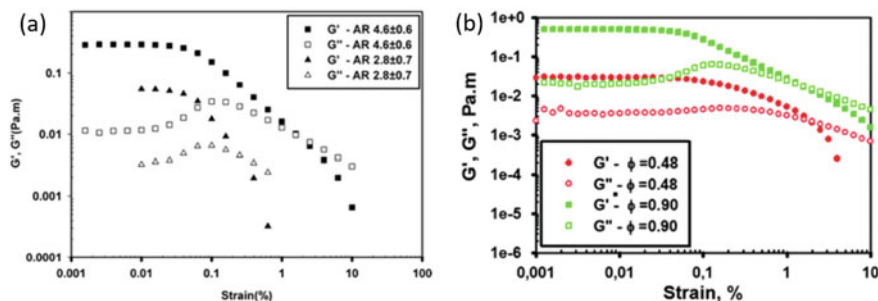 (a)
G' - AR 4.6±0.6
G'' - AR 4.6±0.6
G' - AR 2.8±0.7
G'' - AR 2.8±0.7
G', G''(Pa.m)
0.1
0.01
0.001
0.0001
0.001
0.01
0.1
1
10
100
Strain(%)
(b)
G', G'', Pa.m
1e+0
1e-1
1e-2
1e-3
1e-4
1e-5
1e-6
G' - ϕ=0.48
G'' - ϕ=0.48
G' - ϕ=0.90
G'' - ϕ=0.90
0,001
0,01
0,1
1
10
Strain, %